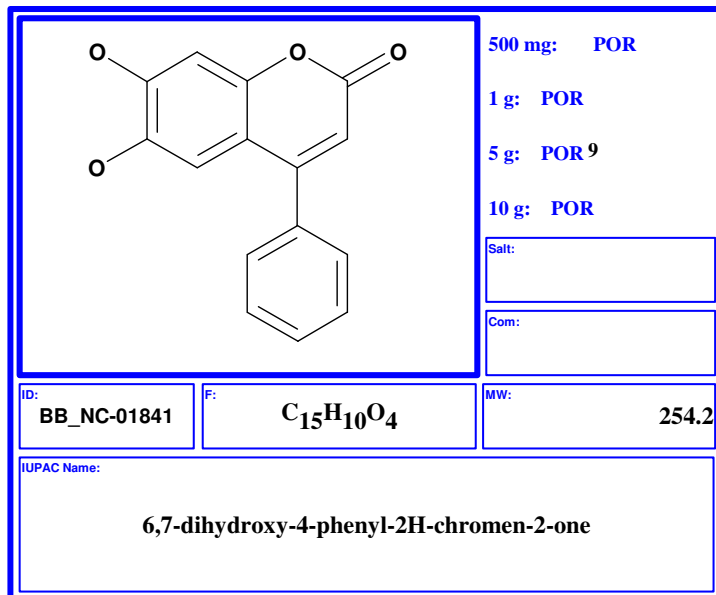 O O O
O
500 mg: POR
1 g: POR
5 g: POR 9
10 g: POR
Salt:
Com:
ID: BB_NC-01841
F: C15H10O4
MW: 254.2
IUPAC Name:
6,7-dihydroxy-4-phenyl-2H-chromen-2-one